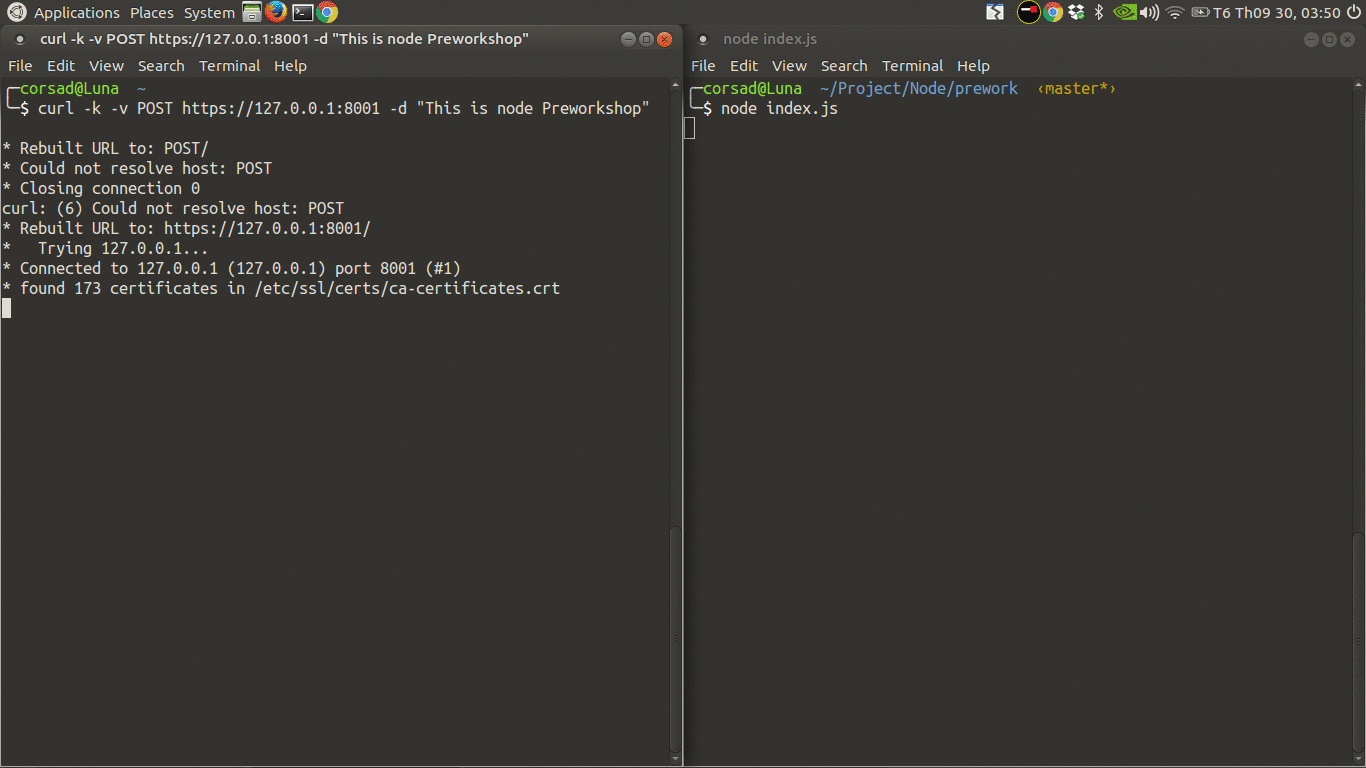 Applications Places System T6 Th09 30, 03:50
curl -k -v POST https://127.0.0.1:8001 -d "This is node Preworkshop"
File Edit View Search Terminal Help
corsad@Luna ~
$ curl -k -v POST https://127.0.0.1:8001 -d "This is node Preworkshop"
* Rebuilt URL to: POST/
* Could not resolve host: POST
* Closing connection 0
curl: (6) Could not resolve host: POST
* Rebuilt URL to: https://127.0.0.1:8001/
*   Trying 127.0.0.1...
* Connected to 127.0.0.1 (127.0.0.1) port 8001 (#1)
* found 173 certificates in /etc/ssl/certs/ca-certificates.crt
node index.js
File Edit View Search Terminal Help
corsad@Luna ~/Project/Node/prework ‹master*›
$ node index.js